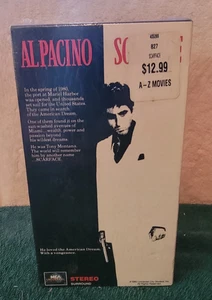 AL PACINO
$12.99
A-Z MOVIES
In the spring of 1980,
the port at Mariel Harbor
was opened, and thousands
set sail for the United States.
They came in search
of the American Dream.
One of them found it on the
sun-washed avenues of
Miami... wealth, power and
passion beyond
his wildest dreams.
He was Tony Montana.
The world will remember
him by another name
...SCARFACE.
He loved the American Dream.
With a vengeance.
MCA
STEREO
SURROUND